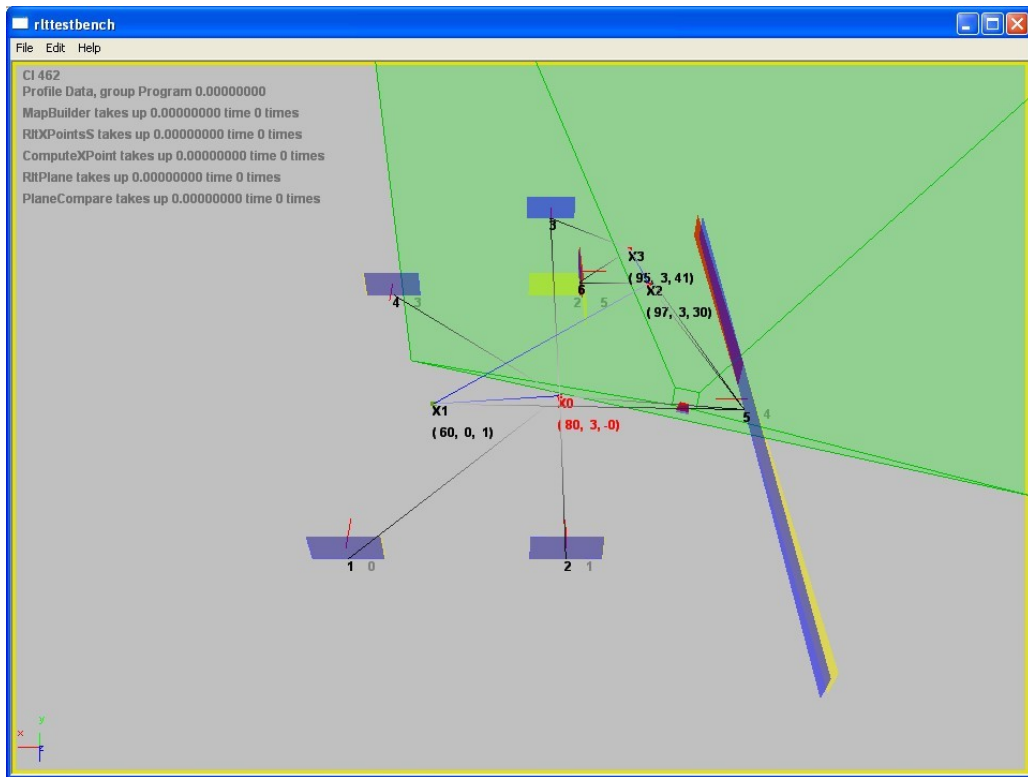 rlttestbench
File Edit Help
CI 462
Profile Data, group Program 0.00000000
MapBuilder takes up 0.00000000 time 0 times
RltXPointsS takes up 0.00000000 time 0 times
ComputeXPoint takes up 0.00000000 time 0 times
RltPlane takes up 0.00000000 time 0 times
PlaneCompare takes up 0.00000000 time 0 times
3
X3
(95, 3, 41)
6
X2
4 3
2 5
(97, 3, 30)
X1
X0
5 4
(60, 0, 1)
(80, 3,-0)
1 0
2 1
y
x
z